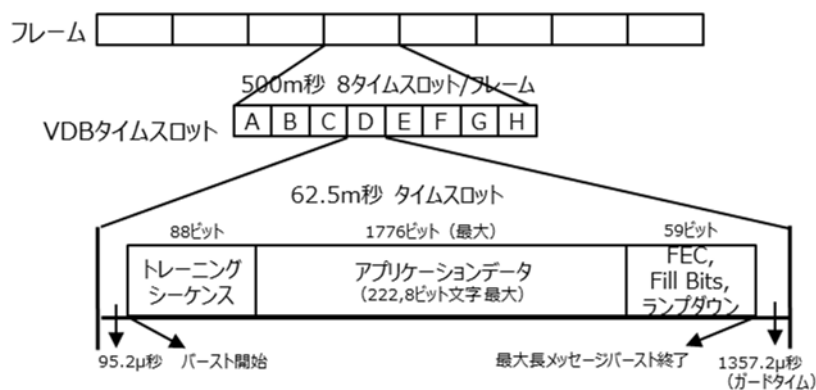 フレーム
500m秒 8タイムスロット/フレーム
VDBタイムスロット
A B C D E F G H
62.5m秒 タイムスロット
88ビット
1776ビット（最大）
59ビット
トレーニング
シーケンス
アプリケーションデータ
(222,8ビット文字 最大)
FEC,
Fill Bits,
ランプダウン
95.2μ秒
バースト開始
最大長メッセージバースト終了
1357.2μ秒
(ガードタイム)